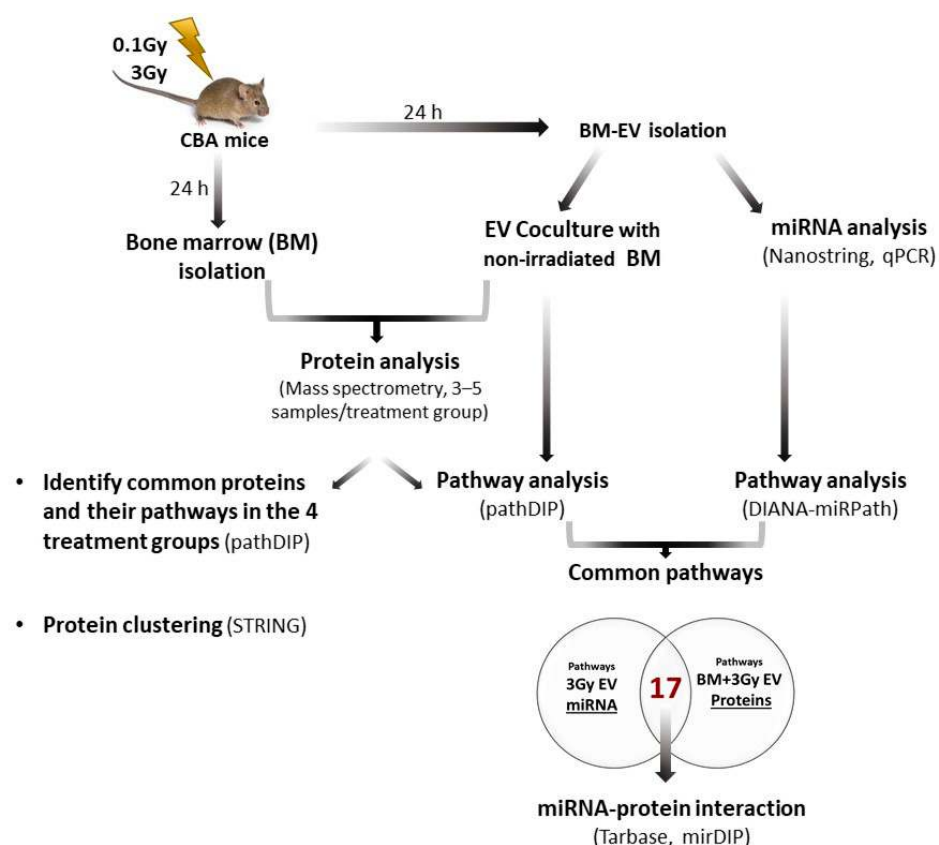 0.1Gy
3Gy
CBA mice
24 h
BM-EV isolation
24 h
Bone marrow (BM)
isolation
EV Coculture with
non-irradiated BM
miRNA analysis
(Nanostring, qPCR)
Protein analysis
(Mass spectrometry, 3–5
samples/treatment group)
• Identify common proteins
and their pathways in the 4
treatment groups (pathDIP)
Pathway analysis
(pathDIP)
Pathway analysis
(DIANA-miRPath)
Common pathways
• Protein clustering (STRING)
Pathways
3Gy EV
miRNA
17
Pathways
BM+3Gy EV
Proteins
miRNA-protein interaction
(Tarbase, mirDIP)